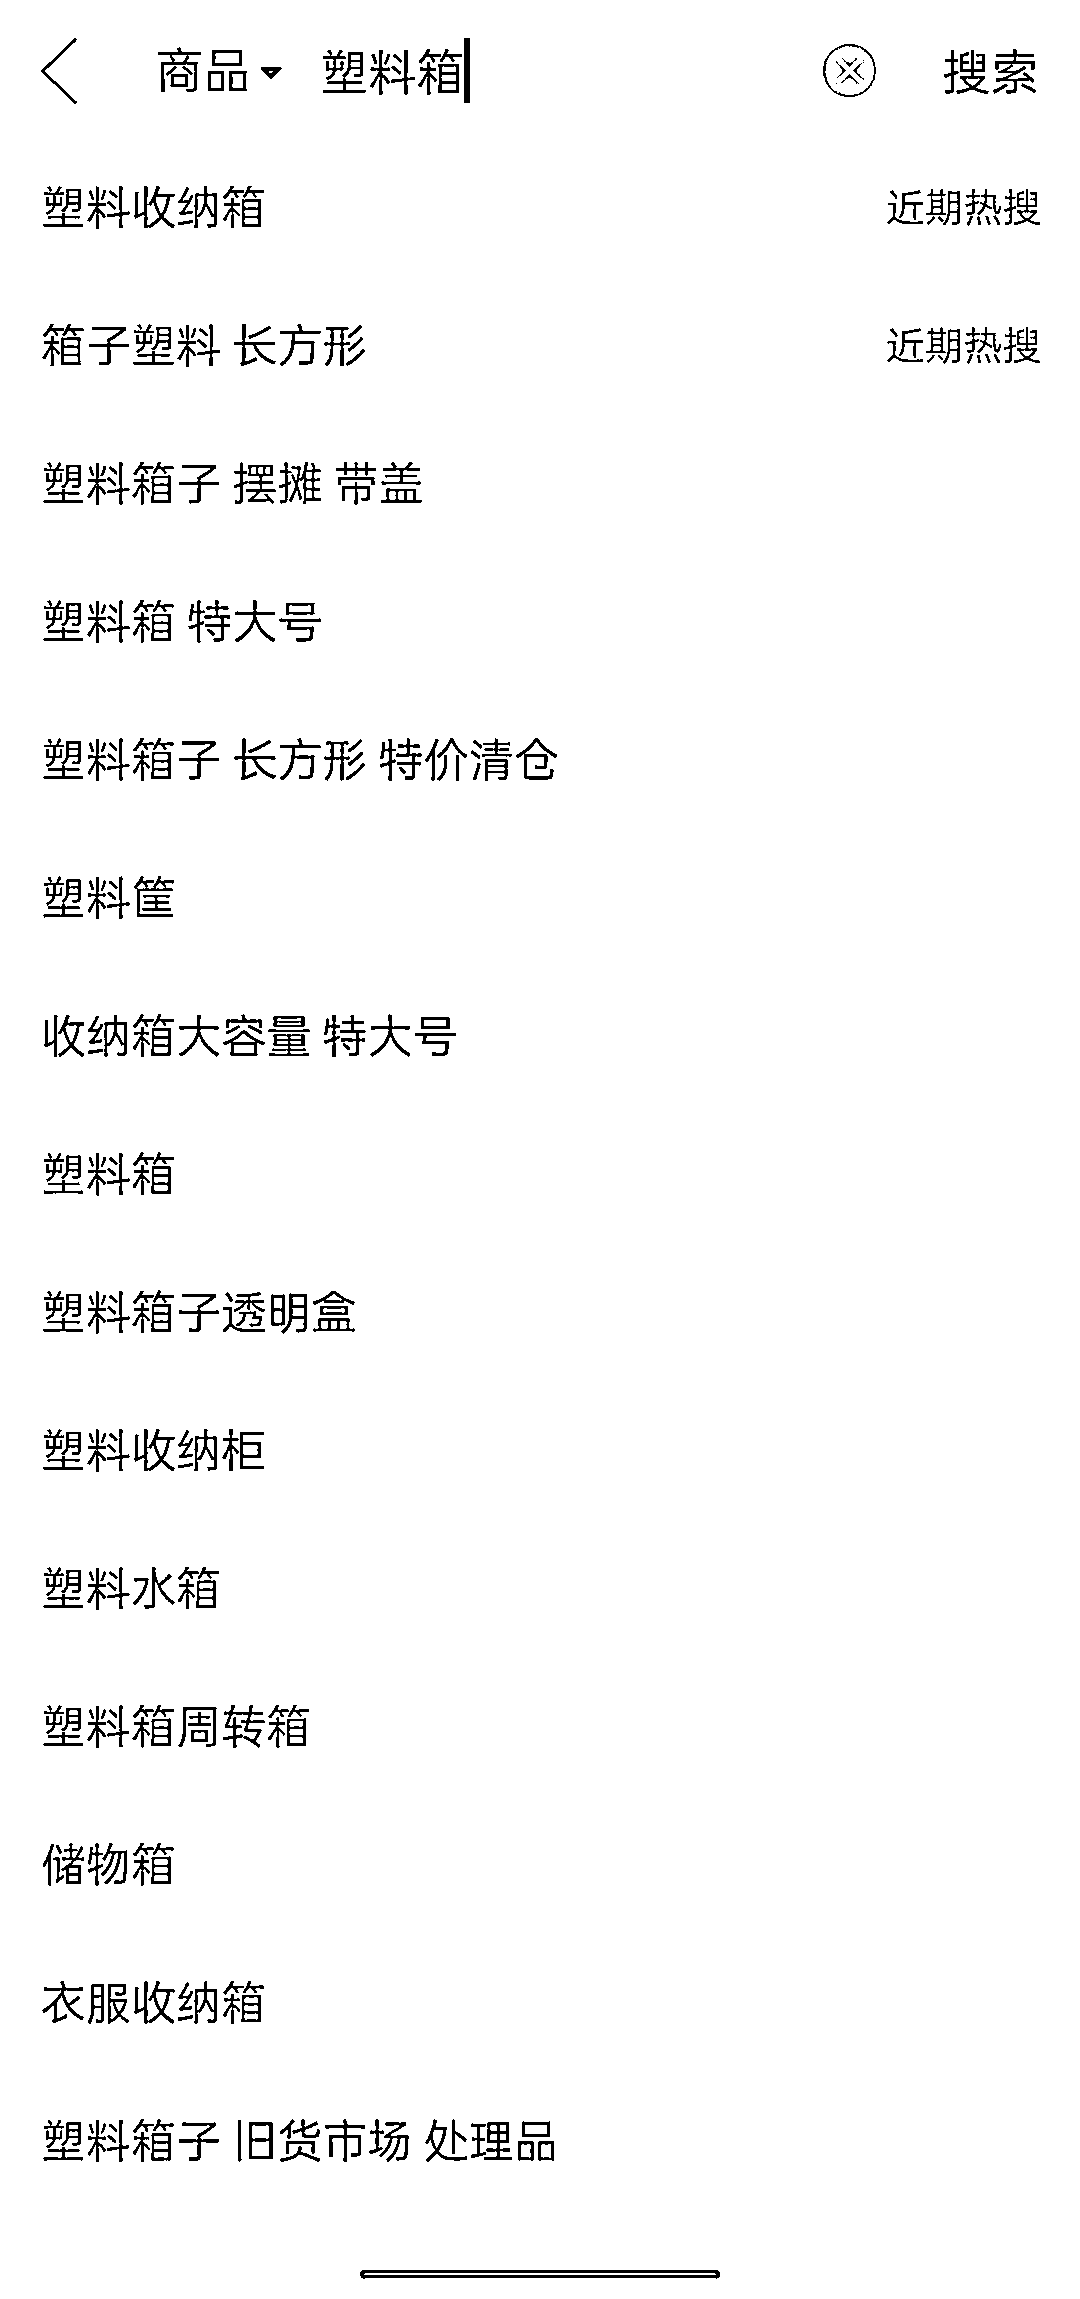 商品 塑料箱 搜索
塑料收纳箱 近期热搜
箱子塑料 长方形 近期热搜
塑料箱子 摆摊 带盖
塑料箱 特大号
塑料箱子 长方形 特价清仓
塑料筐
收纳箱大容量 特大号
塑料箱
塑料箱子透明盒
塑料收纳柜
塑料水箱
塑料箱周转箱
储物箱
衣服收纳箱
塑料箱子 旧货市场 处理品